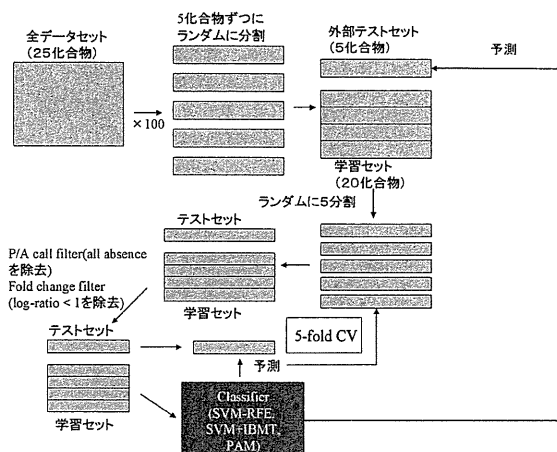 全データセット
(25化合物)
5化合物ずつに
ランダムに分割
外部テストセット
(5化合物)
予測
×100
学習セット
(20化合物)
ランダムに5分割
テストセット
P/A call filter(all absence
を除去)
Fold change filter
(log-ratio < 1を除去)
学習セット
テストセット
5-fold CV
予測
学習セット
Classifier
(SVM-RFE,
SVM+IBMT,
PAM)